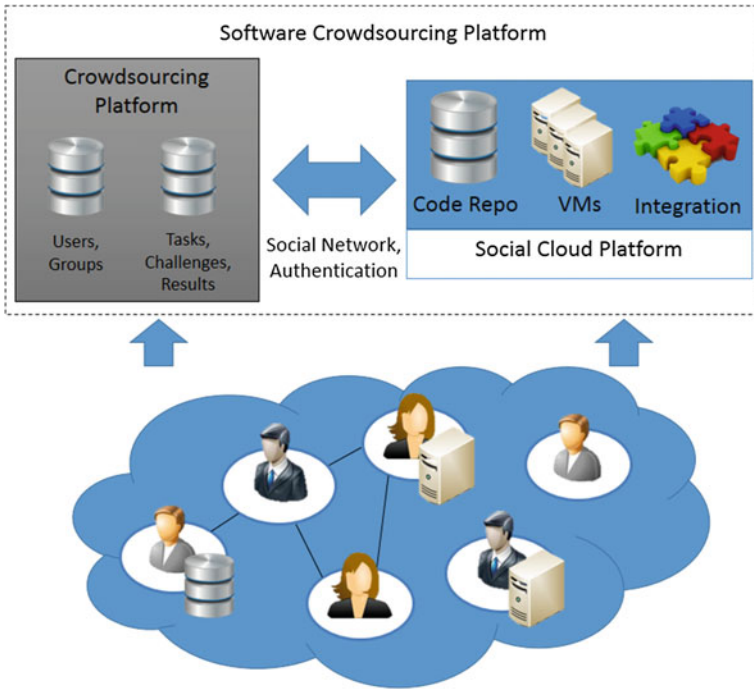 Software Crowdsourcing Platform
Crowdsourcing
Platform
Users,
Groups
Tasks,
Challenges,
Results
Social Network,
Authentication
Code Repo
VMs
Integration
Social Cloud Platform